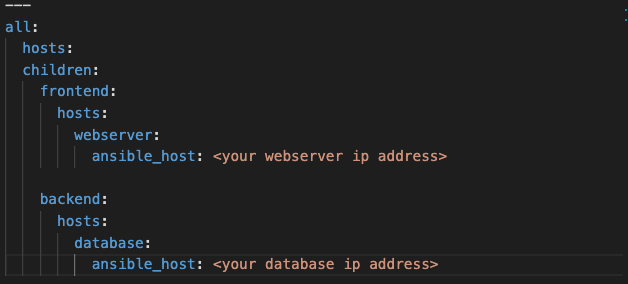 ---
all:
  hosts:
  children:
    frontend:
      hosts:
        webserver:
          ansible_host: <your webserver ip address>

    backend:
      hosts:
        database:
          ansible_host: <your database ip address>